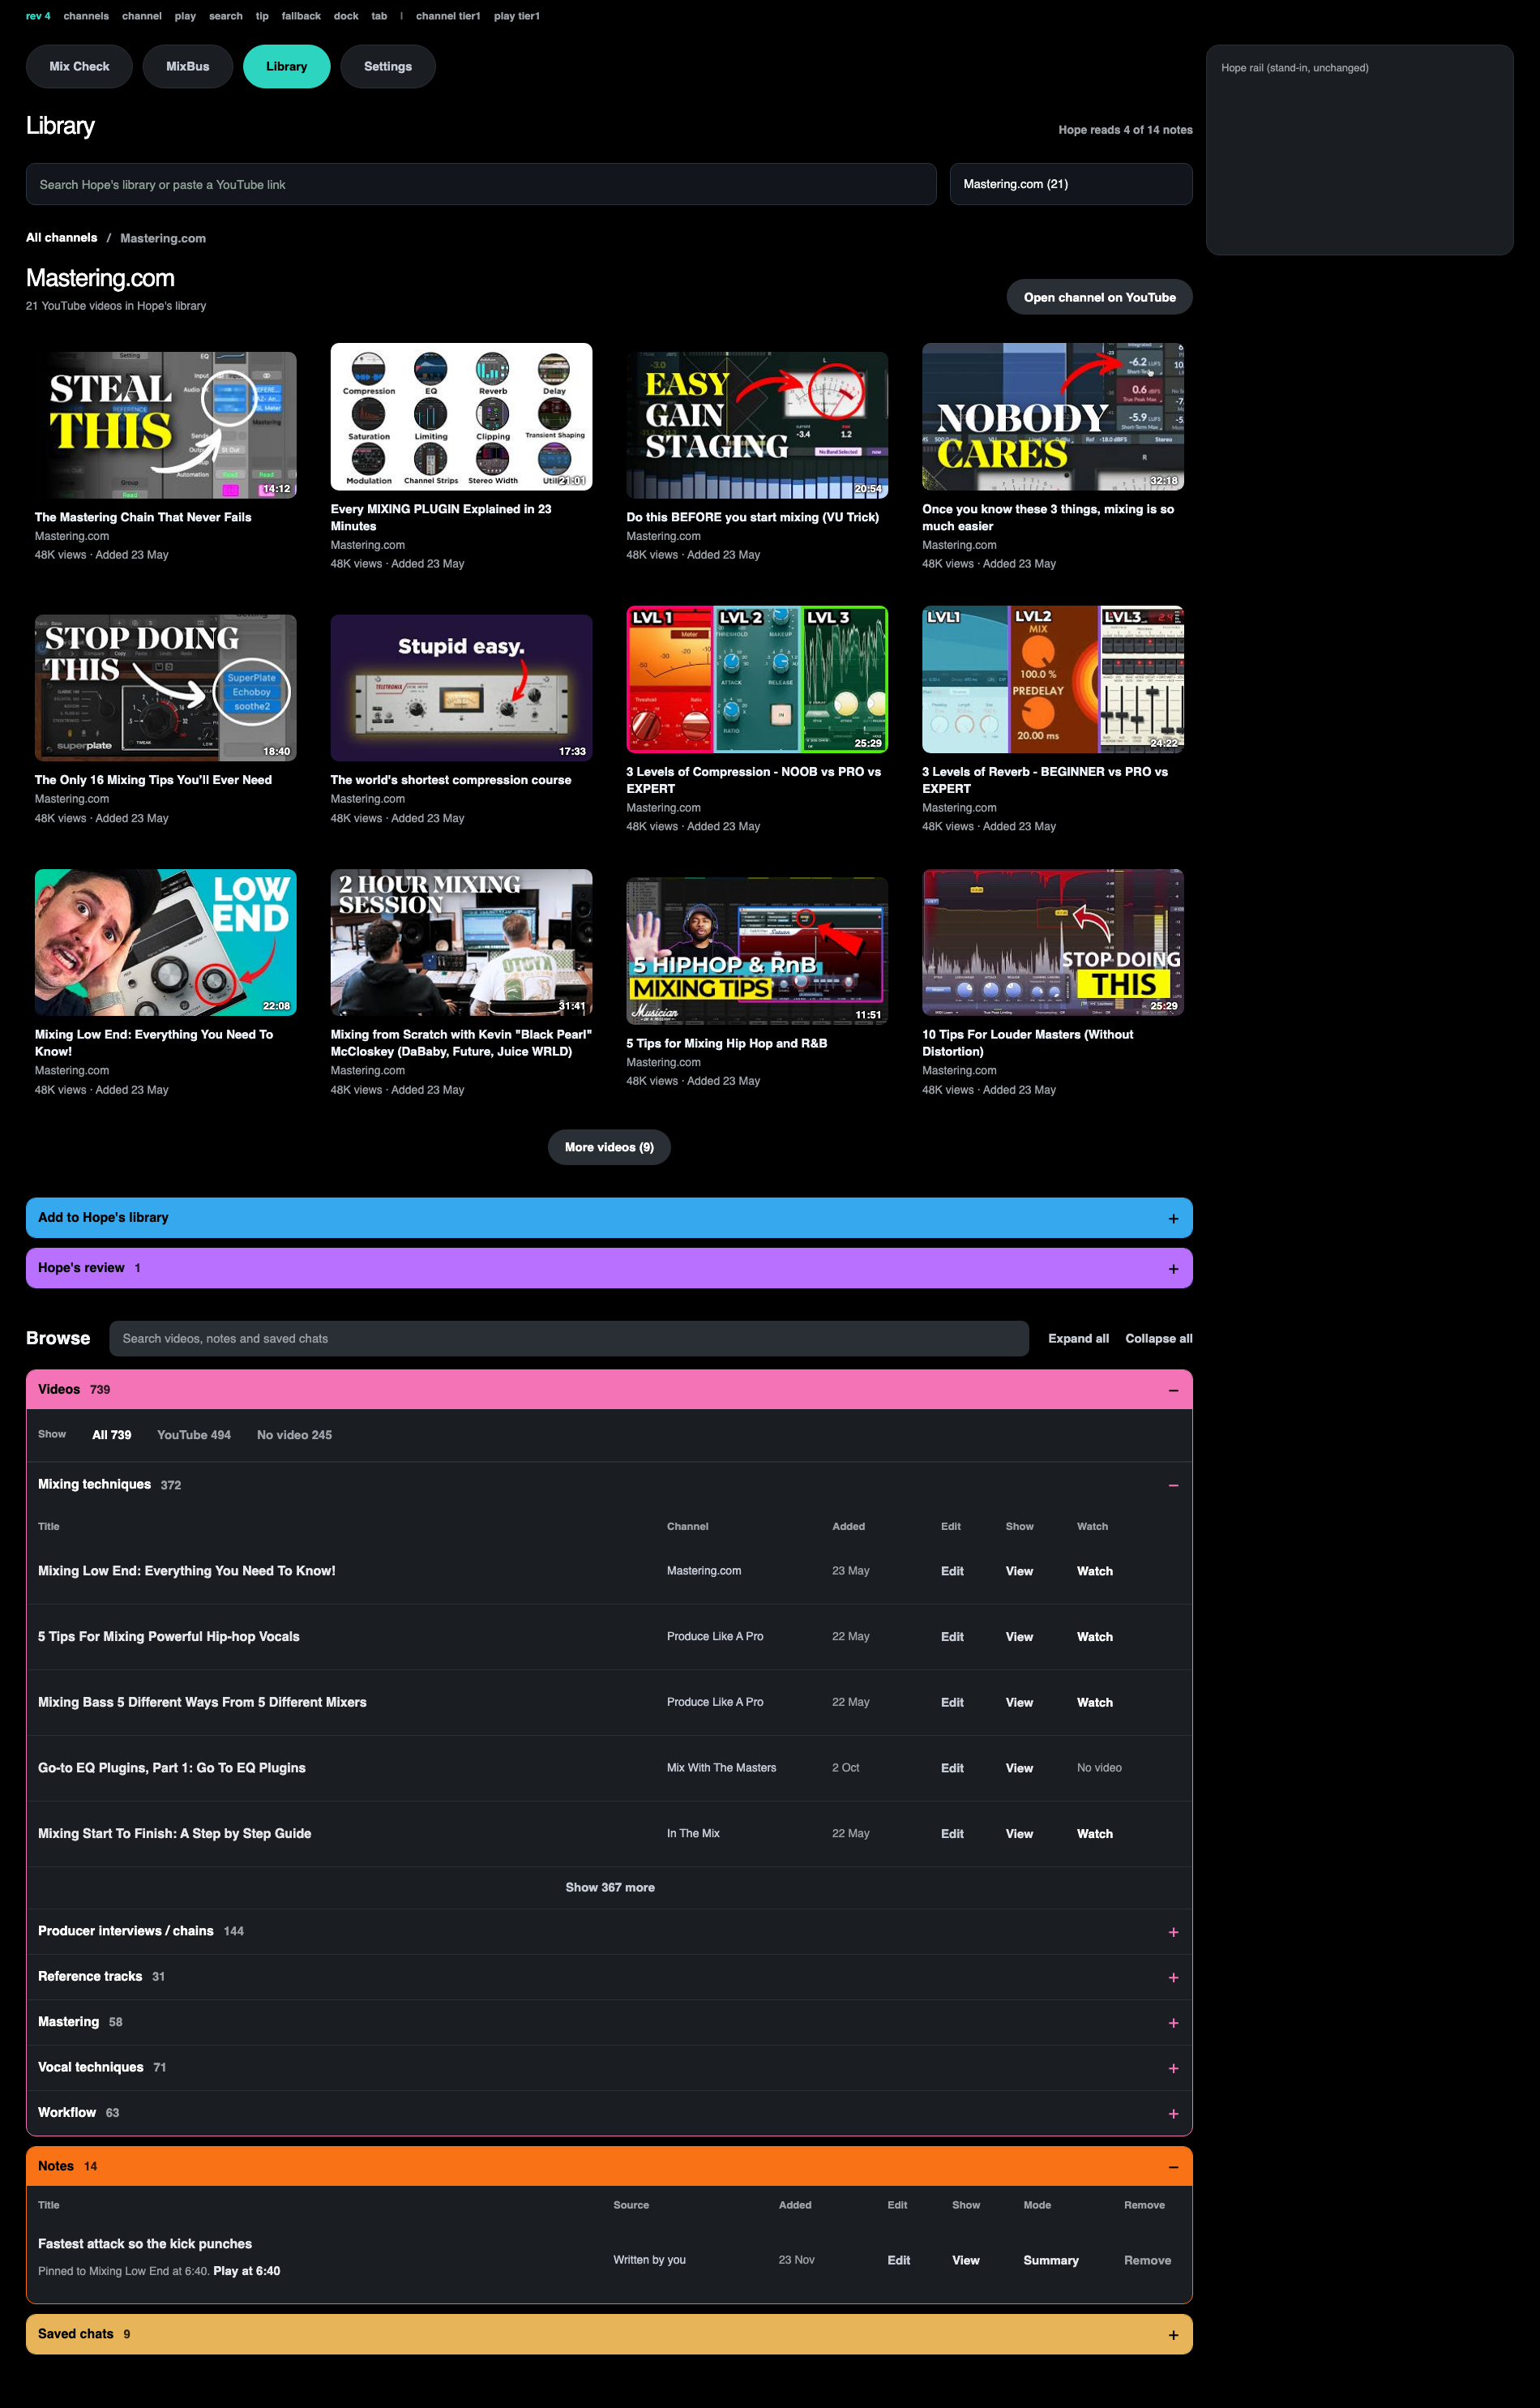 rev 4 channels channel play search tip fallback dock tab | channel tier1 play tier1
Mix Check MixBus Library Settings
Hope rail (stand-in, unchanged)
Library
Hope reads 4 of 14 notes
Search Hope's library or paste a YouTube link
Mastering.com (21)
All channels / Mastering.com
Mastering.com
21 YouTube videos in Hope's library
Open channel on YouTube
STEAL
THIS
14:12
The Mastering Chain That Never Fails
Mastering.com
48K views · Added 23 May
Compression EQ Reverb Delay
Saturation Limiting Clipping Transient Shaping
Modulation Channel Strips Stereo Width
21:01
Every MIXING PLUGIN Explained in 23
Minutes
Mastering.com
48K views · Added 23 May
EASY
GAIN
STAGING
20:54
Do this BEFORE you start mixing (VU Trick)
Mastering.com
48K views · Added 23 May
NOBODY
CARES
32:18
Once you know these 3 things, mixing is so
much easier
Mastering.com
48K views · Added 23 May
STOP DOING
THIS
SuperPlate
Echoboy
soothe2
superplate
18:40
The Only 16 Mixing Tips You'll Ever Need
Mastering.com
48K views · Added 23 May
Stupid easy.
17:33
The world's shortest compression course
Mastering.com
48K views · Added 23 May
LVL 1 LVL 2 LVL 3
25:29
3 Levels of Compression - NOOB vs PRO vs
EXPERT
Mastering.com
48K views · Added 23 May
LVL1 LVL2 LVL3
MIX
100.0 %
PREDELAY
20.00 ms
24:22
3 Levels of Reverb - BEGINNER vs PRO vs
EXPERT
Mastering.com
48K views · Added 23 May
LOW
END
22:08
Mixing Low End: Everything You Need To
Know!
Mastering.com
48K views · Added 23 May
2 HOUR MIXING
SESSION
31:41
Mixing from Scratch with Kevin "Black Pearl"
McCloskey (DaBaby, Future, Juice WRLD)
Mastering.com
48K views · Added 23 May
5 HIPHOP & RnB
MIXING TIPS
Musician
11:51
5 Tips for Mixing Hip Hop and R&B
Mastering.com
48K views · Added 23 May
STOP DOING
THIS
25:29
10 Tips For Louder Masters (Without
Distortion)
Mastering.com
48K views · Added 23 May
More videos (9)
Add to Hope's library +
Hope's review 1 +
Browse
Search videos, notes and saved chats
Expand all Collapse all
Videos 739 −
Show All 739 YouTube 494 No video 245
Mixing techniques 372 −
Title Channel Added Edit Show Watch
Mixing Low End: Everything You Need To Know! Mastering.com 23 May Edit View Watch
5 Tips For Mixing Powerful Hip-hop Vocals Produce Like A Pro 22 May Edit View Watch
Mixing Bass 5 Different Ways From 5 Different Mixers Produce Like A Pro 22 May Edit View Watch
Go-to EQ Plugins, Part 1: Go To EQ Plugins Mix With The Masters 2 Oct Edit View No video
Mixing Start To Finish: A Step by Step Guide In The Mix 22 May Edit View Watch
Show 367 more
Producer interviews / chains 144 +
Reference tracks 31 +
Mastering 58 +
Vocal techniques 71 +
Workflow 63 +
Notes 14 −
Title Source Added Edit Show Mode Remove
Fastest attack so the kick punches
Pinned to Mixing Low End at 6:40. Play at 6:40
Written by you 23 Nov Edit View Summary Remove
Saved chats 9 +